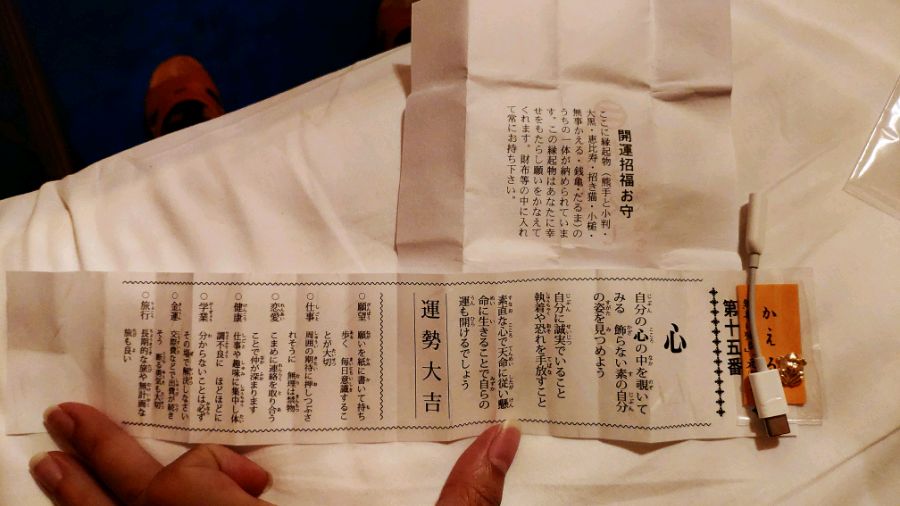 開運招福お守
ここに縁起物（熊手と小判・
大黒・恵比寿・招き猫・小槌・
無事かえる・銭亀・だるま）の
うちの一体が納められていま
す。この縁起物はあなたに幸
せをもたらし願いをかなえて
くれます。財布等の中に入れ
て常にお持ち下さい。
かえる
第十五番
心
自分の心の中を覗いて
みる 飾らない素の自分
の姿を見つめよう
自分に誠実でいること
執着や恐れを手放すこと
素直な心で天命に従い懸
命に生きることで自らの
運も開けるでしょう
運勢大吉
○願望 願いを紙に書いて持ち
歩く 毎日意識するこ
とが大切
○仕事 周囲の期待に押しつぶさ
れそうに 無理は禁物
○恋愛 こまめに連絡を取り合う
ことで仲が深まります
○健康 仕事や趣味に集中し体
調不良に ほどほどに
○学業 分からないことは必ず
その場で解決しなさい
○金運 交際費などで出費が続き
そう 断る勇気も大切
○旅行 長期的な旅や無計画な
旅も良い